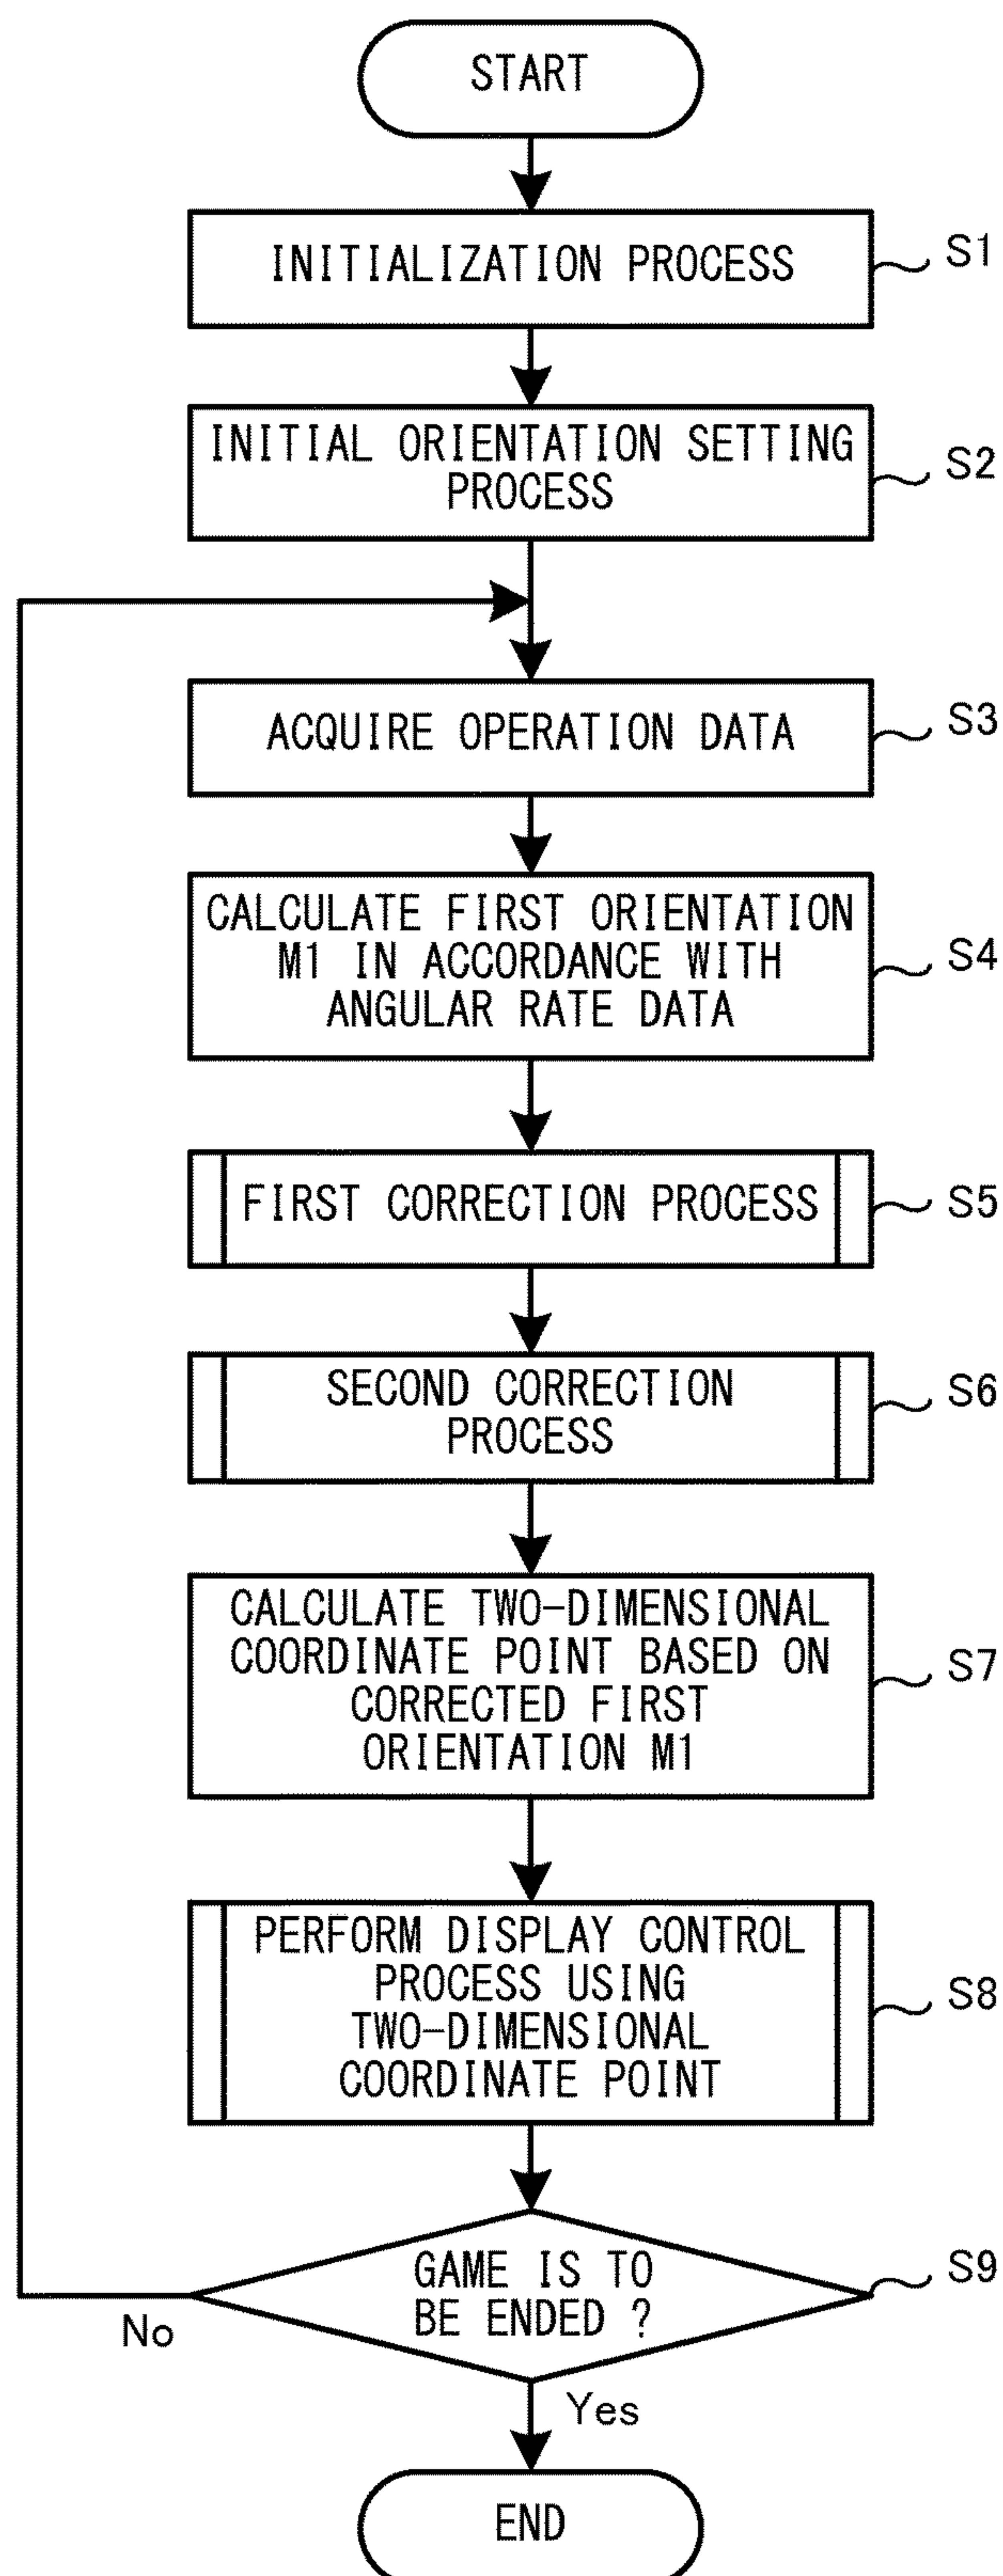 START
INITIALIZATION PROCESS
S1
INITIAL ORIENTATION SETTING
PROCESS
S2
ACQUIRE OPERATION DATA
S3
CALCULATE FIRST ORIENTATION
M1 IN ACCORDANCE WITH
ANGULAR RATE DATA
S4
FIRST CORRECTION PROCESS
S5
SECOND CORRECTION
PROCESS
S6
CALCULATE TWO-DIMENSIONAL
COORDINATE POINT BASED ON
CORRECTED FIRST
ORIENTATION M1
S7
PERFORM DISPLAY CONTROL
PROCESS USING
TWO-DIMENSIONAL
COORDINATE POINT
S8
GAME IS TO
BE ENDED ?
S9
No
Yes
END